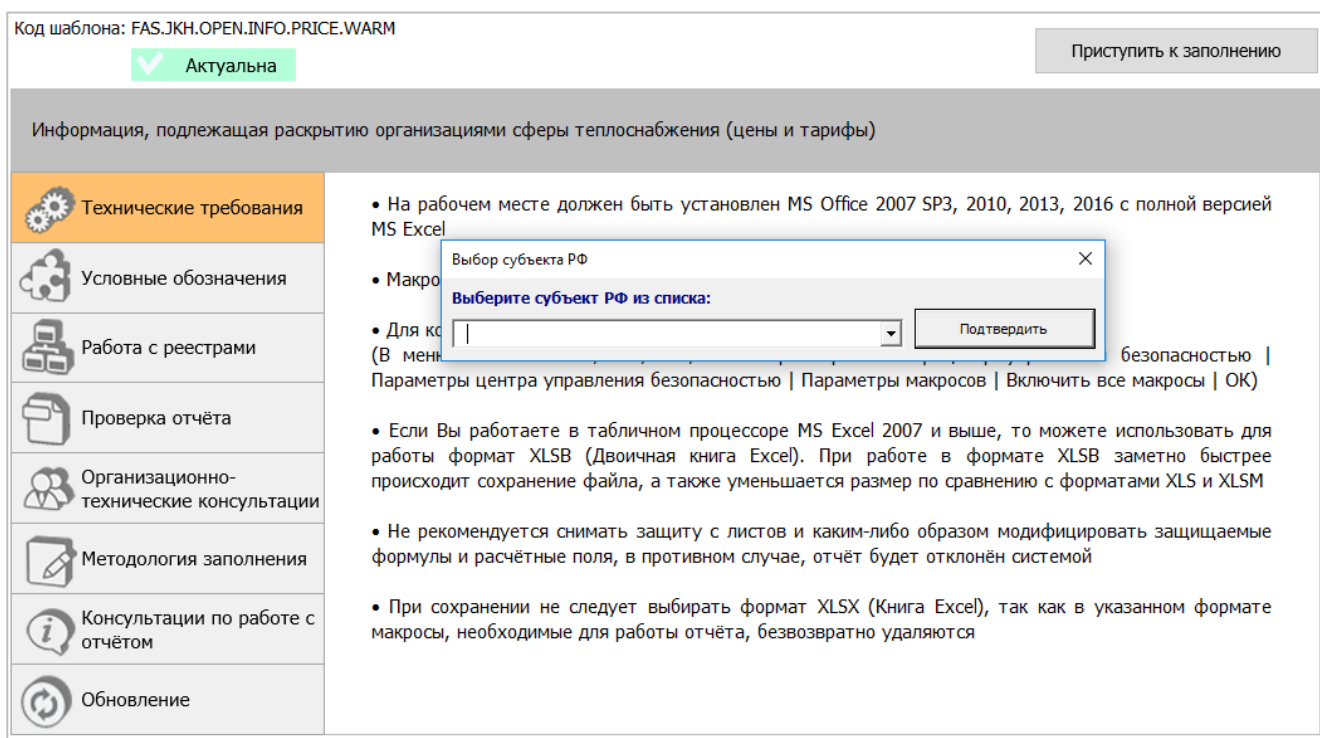 Код шаблона: FAS.JKH.OPEN.INFO.PRICE.WARM
Актуальна
Приступить к заполнению
Информация, подлежащая раскрытию организациями сферы теплоснабжения (цены и тарифы)
Технические требования
Условные обозначения
Работа с реестрами
Проверка отчёта
Организационно-
технические консультации
Методология заполнения
Консультации по работе с
отчётом
Обновление
• На рабочем месте должен быть установлен MS Office 2007 SP3, 2010, 2013, 2016 с полной версией
MS Excel
• Макро
• Для ко
(В меню безопасностью |
Параметры центра управления безопасностью | Параметры макросов | Включить все макросы | ОК)
• Если Вы работаете в табличном процессоре MS Excel 2007 и выше, то можете использовать для
работы формат XLSB (Двоичная книга Excel). При работе в формате XLSB заметно быстрее
происходит сохранение файла, а также уменьшается размер по сравнению с форматами XLS и XLSM
• Не рекомендуется снимать защиту с листов и каким-либо образом модифицировать защищаемые
формулы и расчётные поля, в противном случае, отчёт будет отклонён системой
• При сохранении не следует выбирать формат XLSX (Книга Excel), так как в указанном формате
макросы, необходимые для работы отчёта, безвозвратно удаляются
Выбор субъекта РФ
Выберите субъект РФ из списка:
Подтвердить